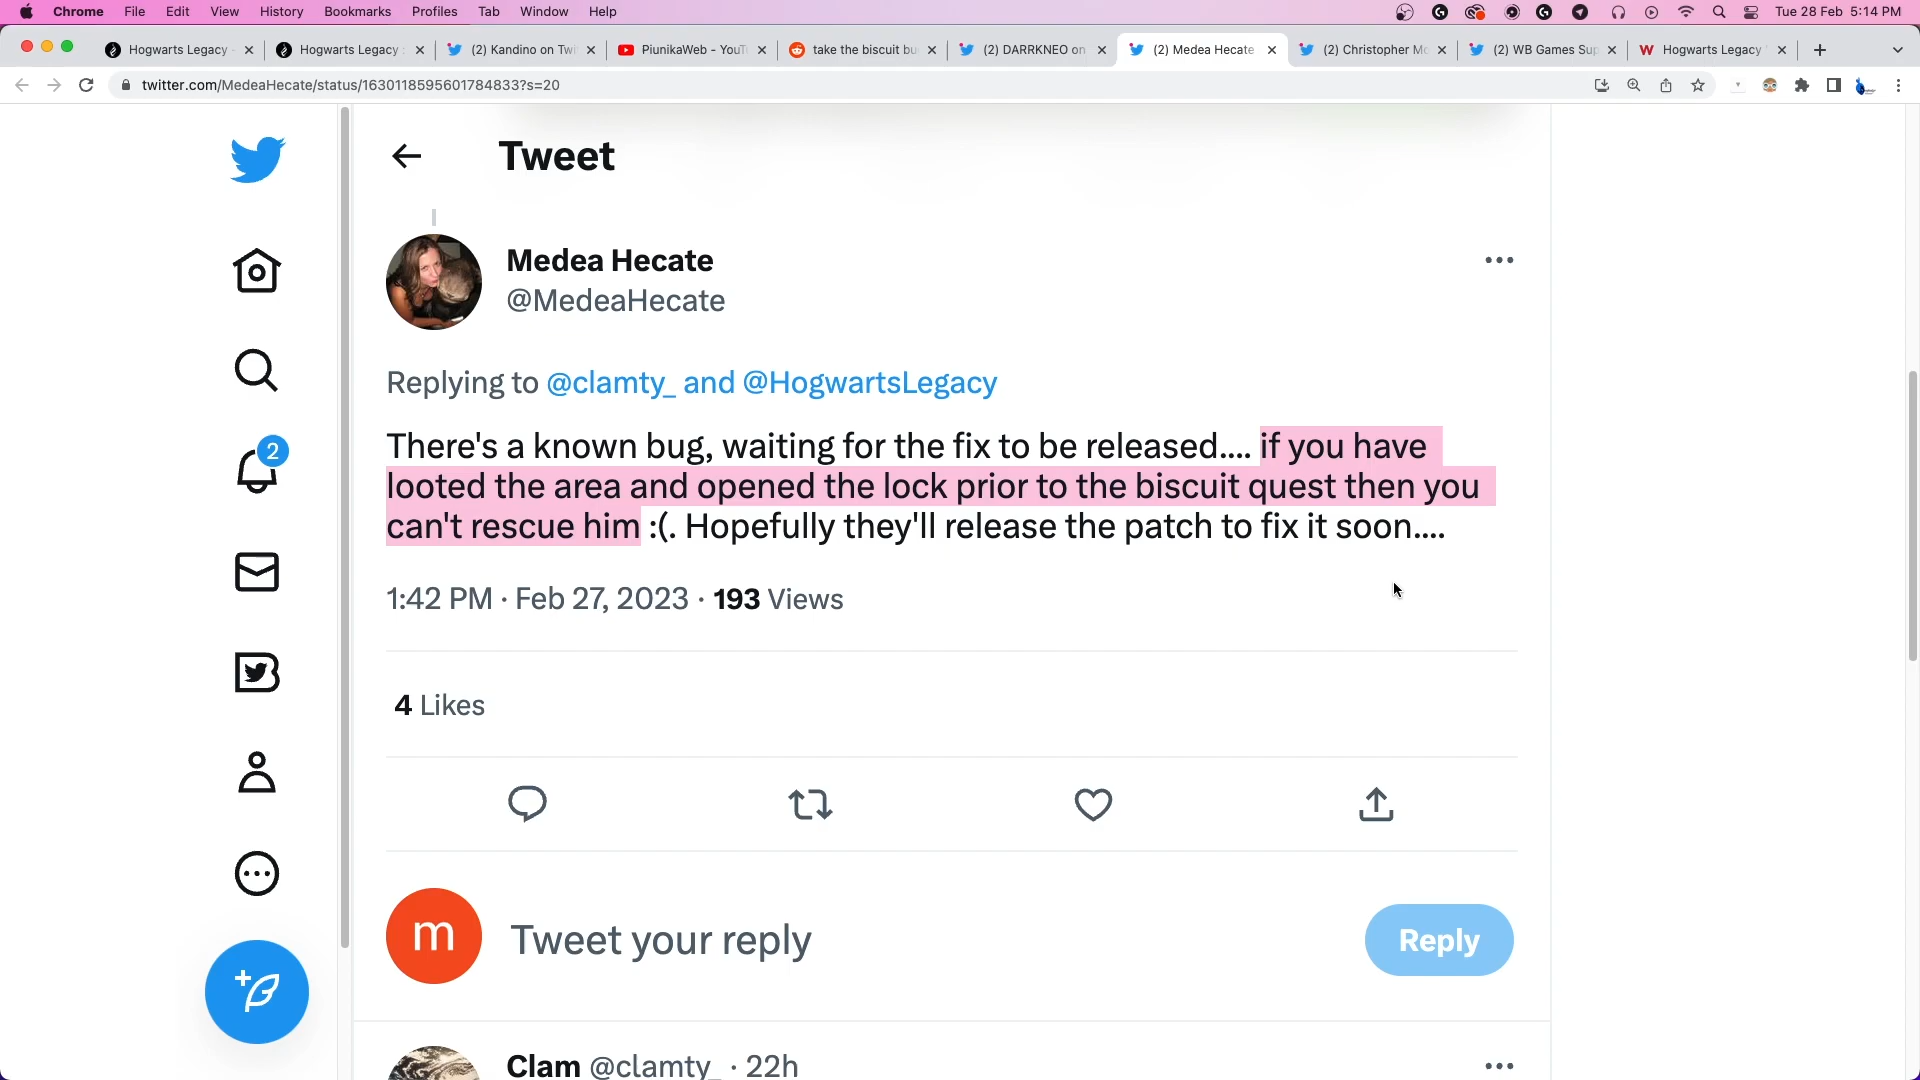 Chrome File Edit View History Bookmarks Profiles Tab Window Help Tue 28 Feb 5:14 PM
Hogwarts Legacy - Hogwarts Legacy (2) Kandino on Twi PiunikaWeb - YouT take the biscuit bu (2) DARRKNEO on (2) Medea Hecate (2) Christopher Mc (2) WB Games Sup Hogwarts Legacy
twitter.com/MedeaHecate/status/1630118595601784833?s=20
Tweet
Medea Hecate
@MedeaHecate
Replying to @clamty_ and @HogwartsLegacy
There's a known bug, waiting for the fix to be released.... if you have
looted the area and opened the lock prior to the biscuit quest then you
can't rescue him :(. Hopefully they'll release the patch to fix it soon....
2
1:42 PM · Feb 27, 2023 · 193 Views
4 Likes
m
Tweet your reply
Reply
Clam @clamty_ · 22h